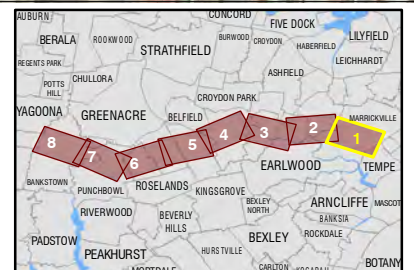 AUBURN
CONCORD
FIVE DOCK
BERALA
ROOKWOOD
STRATHFIELD
BURWOOD
CROYDON
HABERFIELD
LILYFIELD
REGENTS PARK
LEICHHARDT
POTTS
HILL
CHULLORA
ASHFIELD
YAGOONA
GREENACRE
CROYDON PARK
BELFIELD
MARRICKVILLE
8
7
6
5
4
3
2
1
BANKSTOWN
PUNCHBOWL
ROSELANDS
KINGSGROVE
EARLWOOD
TEMPE
RIVERWOOD
BEVERLY
HILLS
BEXLEY
NORTH
ARNCLIFFE
MASCOT
BANKSIA
PADSTOW
PEAKHURST
HURSTVILLE
BEXLEY
ROCKDALE
MORTDALE
CARLTON
KOGARAH
BOTANY